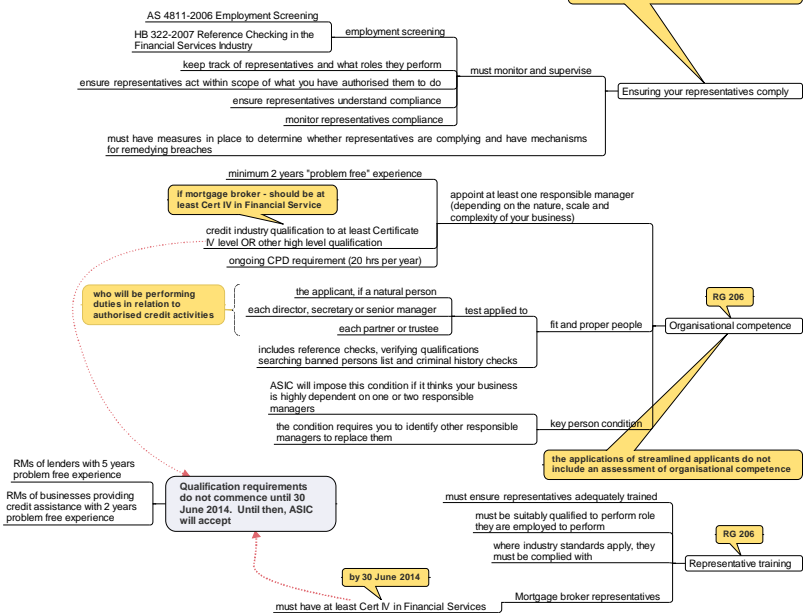 AS 4811-2006 Employment Screening
HB 322-2007 Reference Checking in the
Financial Services Industry
employment screening
keep track of representatives and what roles they perform
ensure representatives act within scope of what you have authorised them to do
ensure representatives understand compliance
monitor representatives compliance
must monitor and supervise
must have measures in place to determine whether representatives are complying and have mechanisms
for remedying breaches
Ensuring your representatives comply
minimum 2 years "problem free" experience
if mortgage broker - should be at
least Cert IV in Financial Service
credit industry qualification to at least Certificate
IV level OR other high level qualification
ongoing CPD requirement (20 hrs per year)
appoint at least one responsible manager
(depending on the nature, scale and
complexity of your business)
who will be performing
duties in relation to
authorised credit activities
the applicant, if a natural person
each director, secretary or senior manager
each partner or trustee
test applied to
includes reference checks, verifying qualifications
searching banned persons list and criminal history checks
fit and proper people
RG 206
Organisational competence
ASIC will impose this condition if it thinks your business
is highly dependent on one or two responsible
managers
the condition requires you to identify other responsible
managers to replace them
key person condition
the applications of streamlined applicants do not
include an assessment of organisational competence
RMs of lenders with 5 years
problem free experience
RMs of businesses providing
credit assistance with 2 years
problem free experience
Qualification requirements
do not commence until 30
June 2014. Until then, ASIC
will accept
must ensure representatives adequately trained
must be suitably qualified to perform role
they are employed to perform
where industry standards apply, they
must be complied with
RG 206
Representative training
by 30 June 2014
must have at least Cert IV in Financial Services
Mortgage broker representatives